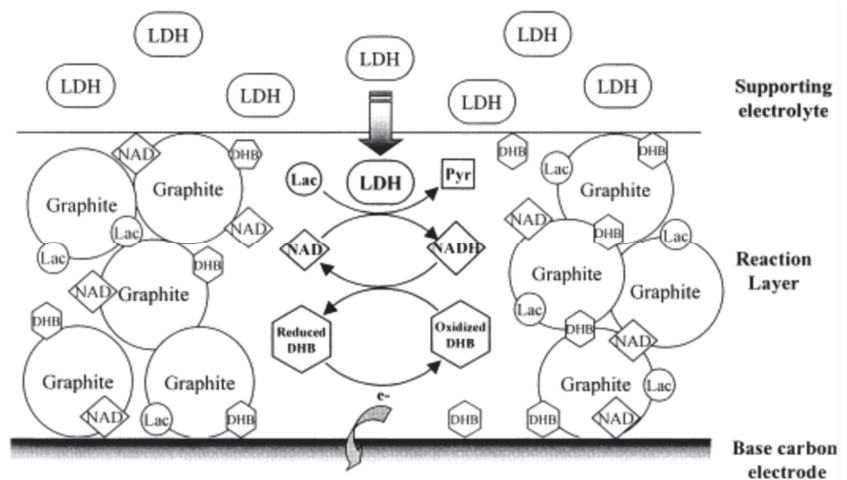 LDH
LDH
LDH
LDH
LDH
LDH
LDH
Supporting
electrolyte
NAD
DHB
Graphite
Graphite
Lac
Lac
NAD
DHB
NAD
Graphite
DHB
Graphite
Graphite
NAD
Lac
DHB
Lac
LDH
Pyr
NAD
NADH
Reduced
DHB
Oxidized
DHB
e-
DHB
DHB
Lac
DHB
Graphite
NAD
DHB
Lac
Graphite
Graphite
Lac
DHB
NAD
Graphite
Lac
DHB
NAD
Reaction
Layer
Base carbon
electrode